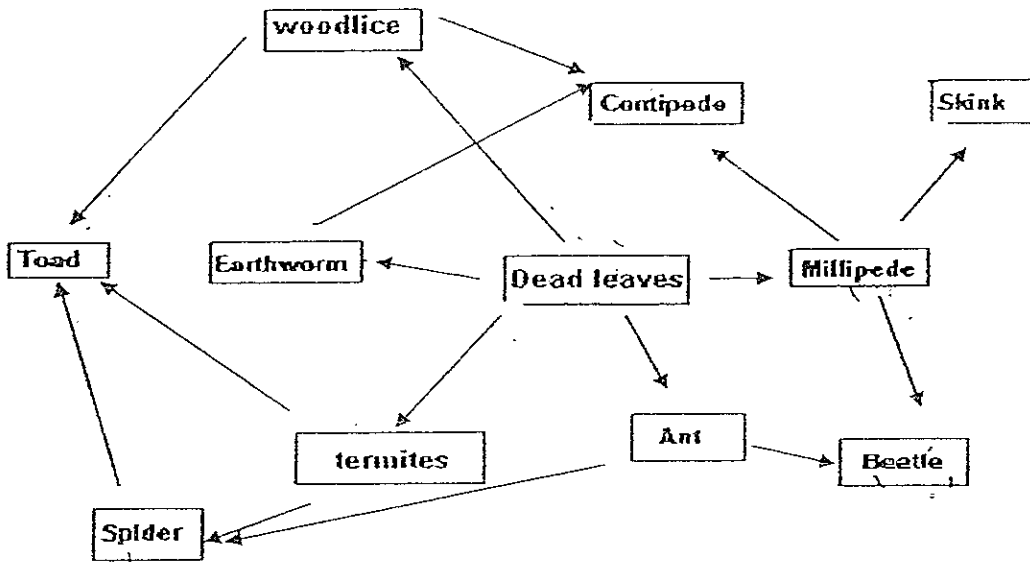 woodlice
Contipede
Skink
Toad
Earthworm
Dead leaves
Millipede
termites
Ant
Beetle
Spider